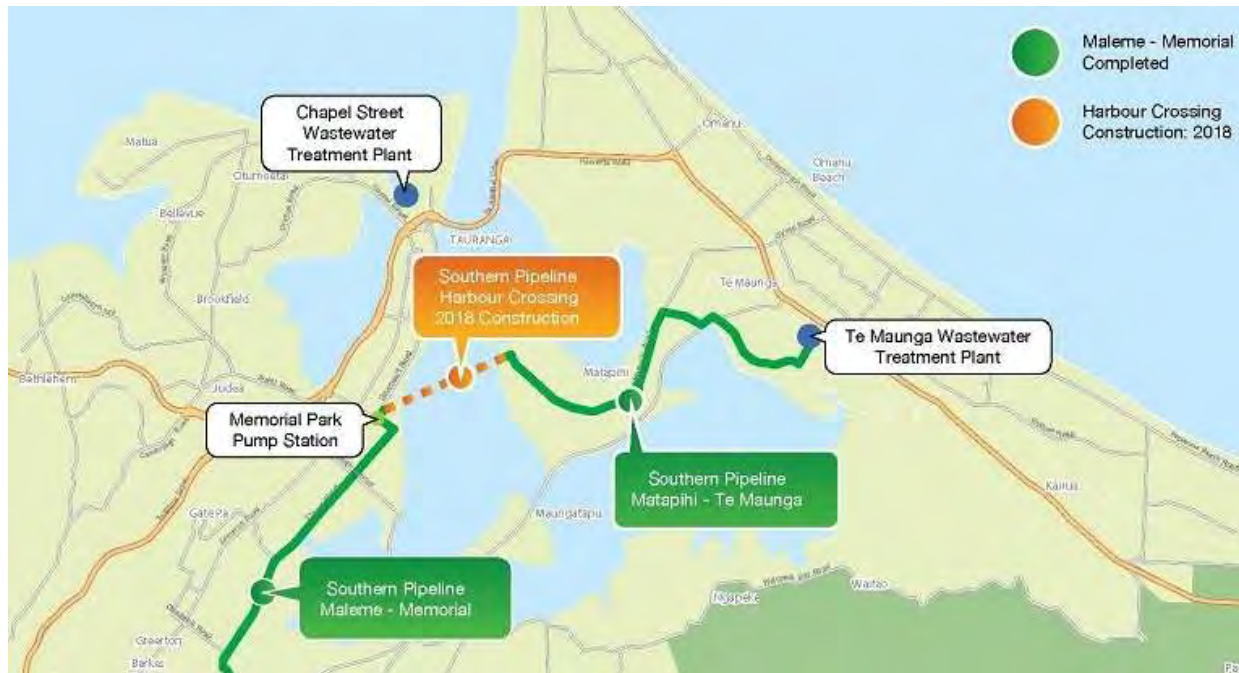 Maleme - Memorial
Completed
Harbour Crossing
Construction: 2018
Chapel Street
Wastewater
Treatment Plant
Matua
Otumoetai
Bellevue
Brookfield
Bethlehem
Judea
TAURANGA
Omanu
Omanu
Beach
Te Maunga
Southern Pipeline
Harbour Crossing
2018 Construction
Te Maunga Wastewater
Treatment Plant
Matapihi
Memorial Park
Pump Station
Southern Pipeline
Matapihi - Te Maunga
Kairua
Gate Pa
Maungatapu
Southern Pipeline
Maleme - Memorial
Waitao
Ngapeke
Greerton
Barkes